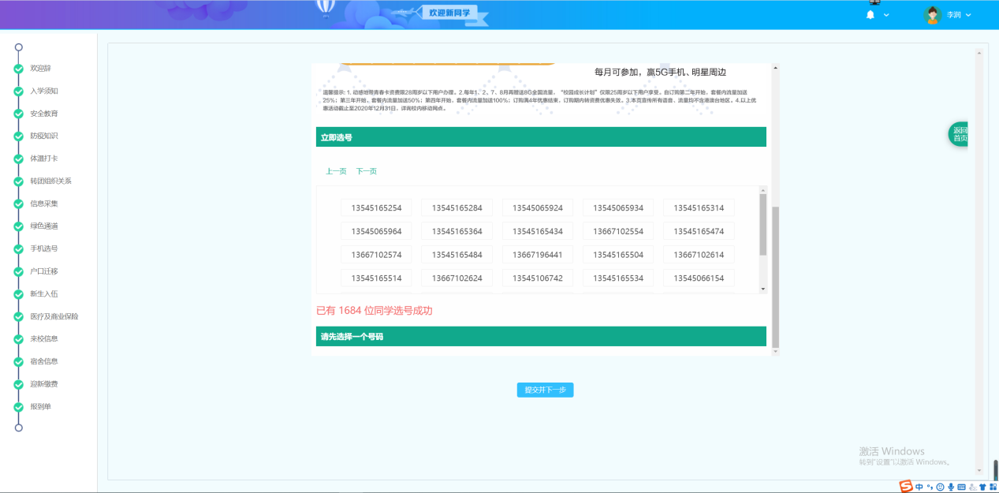 欢迎新同学
李润
欢迎辞
入学须知
安全教育
防疫知识
体温打卡
转团组织关系
信息采集
绿色通道
手机选号
户口迁移
新生入伍
医疗及商业保险
来校信息
宿舍信息
迎新缴费
报到单
每月可参加，赢5G手机、明星周边
温馨提示: 1. 动感地带青春卡资费限28周岁以下用户办理。2.每年1、2、7、8月再赠送8G全国流量，“校园成长计划”仅限25周岁以下用户享受。自订购第二年开始，套餐内流量加送
25%；第三年开始，套餐内流量加送50%；第四年开始，套餐内流量加送100%；订购满4年优惠结束，订购期内转资费优惠失效。3.本页宣传所有语音、流量均不含港澳台地区。4.以上优
惠活动截止至2020年12月31日，详询校内移动网点。
立即选号
上一页 下一页
13545165254 13545165284 13545065924 13545065934 13545165314
13545065964 13545165364 13545165434 13667102554 13545165474
13667102574 13545165484 13667196441 13545165504 13667102614
13545165514 13667102624 13545106742 13545165534 13545066154
已有 1684 位同学选号成功
请先选择一个号码
提交并下一步
返回
首页
激活 Windows
转到“设置”以激活 Windows。
中